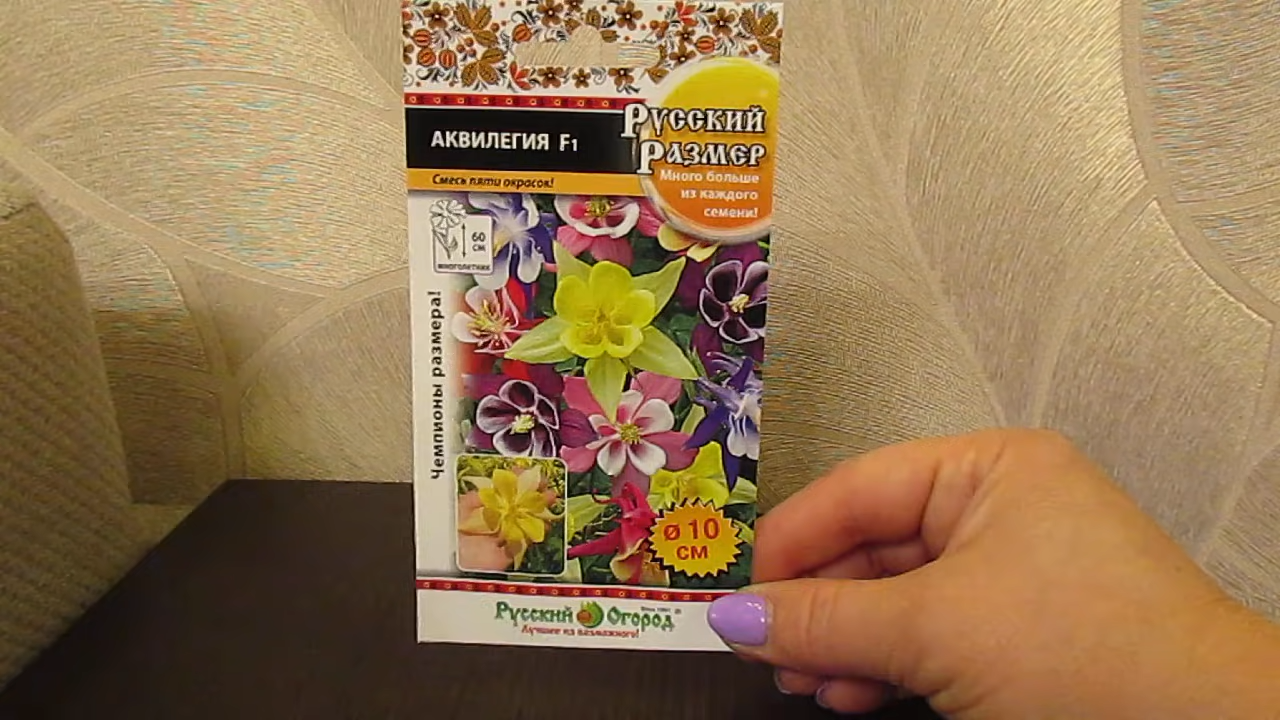 Русский
Размер
АКВИЛЕГИЯ F1
Много больше
из каждого
семени!
Смесь пяти окрасок!
60
см
многолетник
Чемпионы размера!
ø 10
см
Русский Огород
Лучшее из возможного!